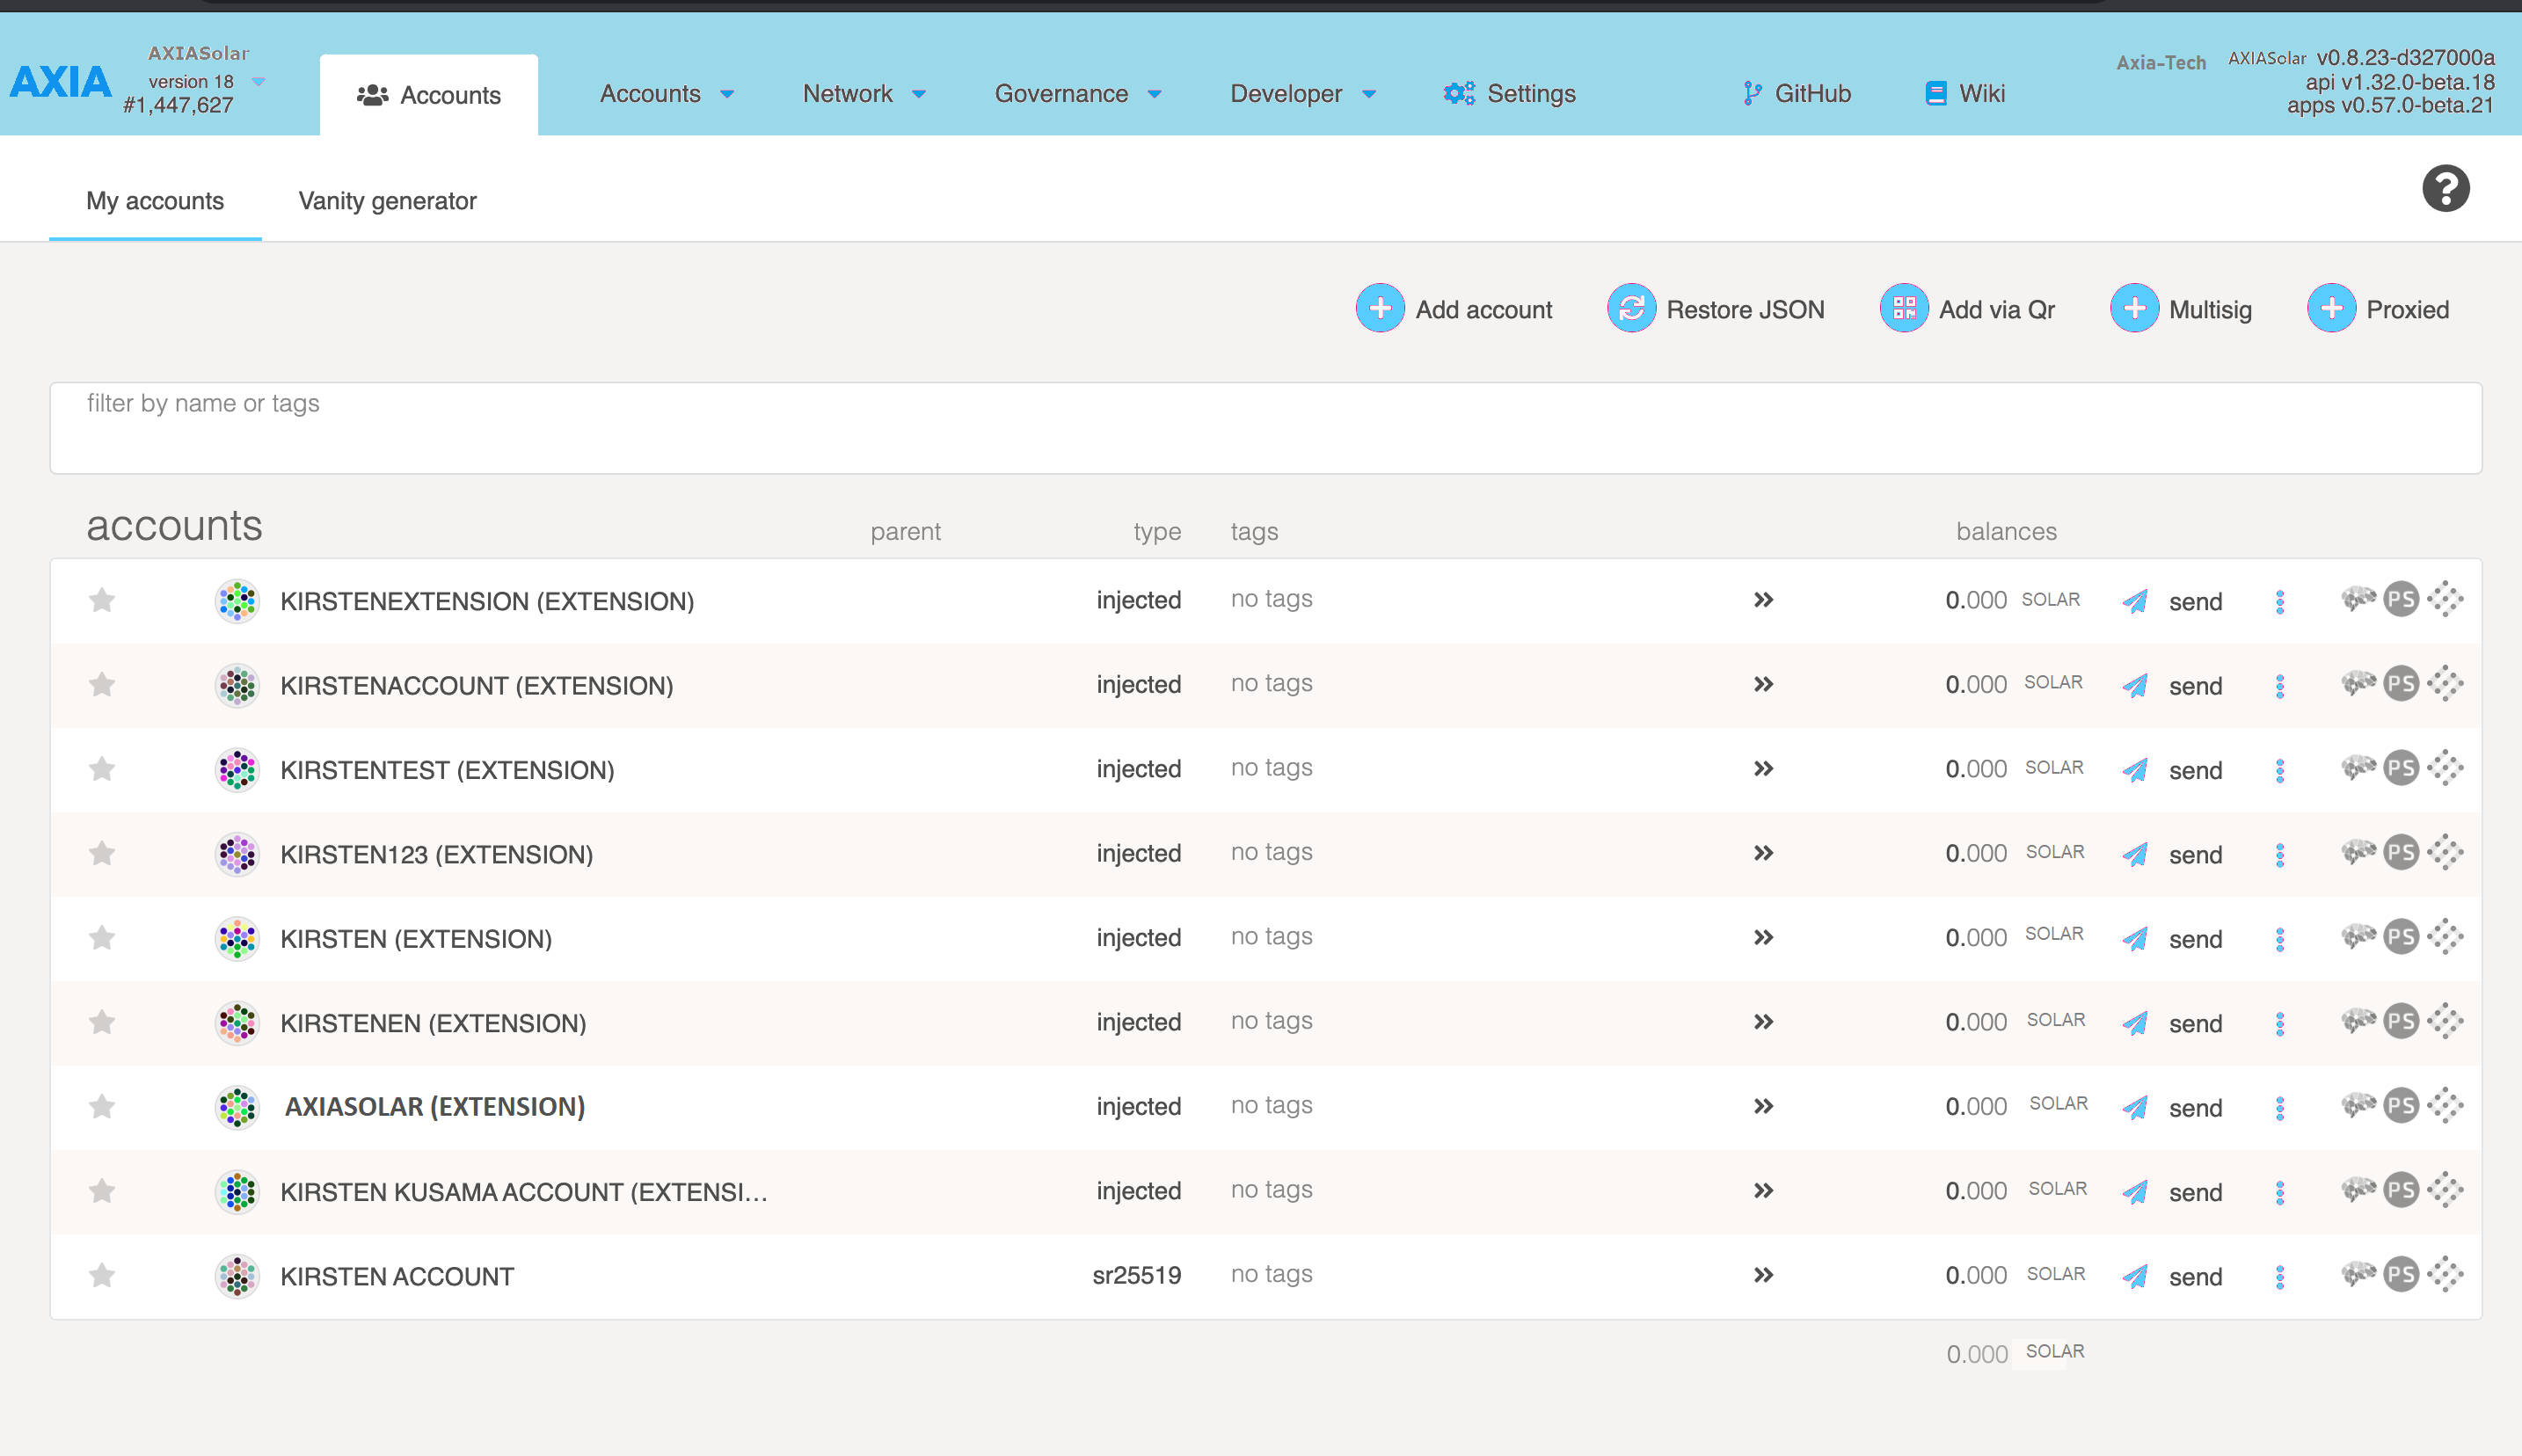 AXIA
AXIASolar
version 18
#1,447,627
Accounts
Accounts
Network
Governance
Developer
Settings
GitHub
Wiki
Axia-Tech
AXIASolar v0.8.23-d327000a
api v1.32.0-beta.18
apps v0.57.0-beta.21
My accounts
Vanity generator
Add account
Restore JSON
Add via Qr
Multisig
Proxied
filter by name or tags
accounts parent type tags balances
KIRSTENEXTENSION (EXTENSION) injected no tags 0.000 SOLAR send PS
KIRSTENACCOUNT (EXTENSION) injected no tags 0.000 SOLAR send PS
KIRSTENTEST (EXTENSION) injected no tags 0.000 SOLAR send PS
KIRSTEN123 (EXTENSION) injected no tags 0.000 SOLAR send PS
KIRSTEN (EXTENSION) injected no tags 0.000 SOLAR send PS
KIRSTENEN (EXTENSION) injected no tags 0.000 SOLAR send PS
AXIASOLAR (EXTENSION) injected no tags 0.000 SOLAR send PS
KIRSTEN KUSAMA ACCOUNT (EXTENSI... injected no tags 0.000 SOLAR send PS
KIRSTEN ACCOUNT sr25519 no tags 0.000 SOLAR send PS
0.000 SOLAR